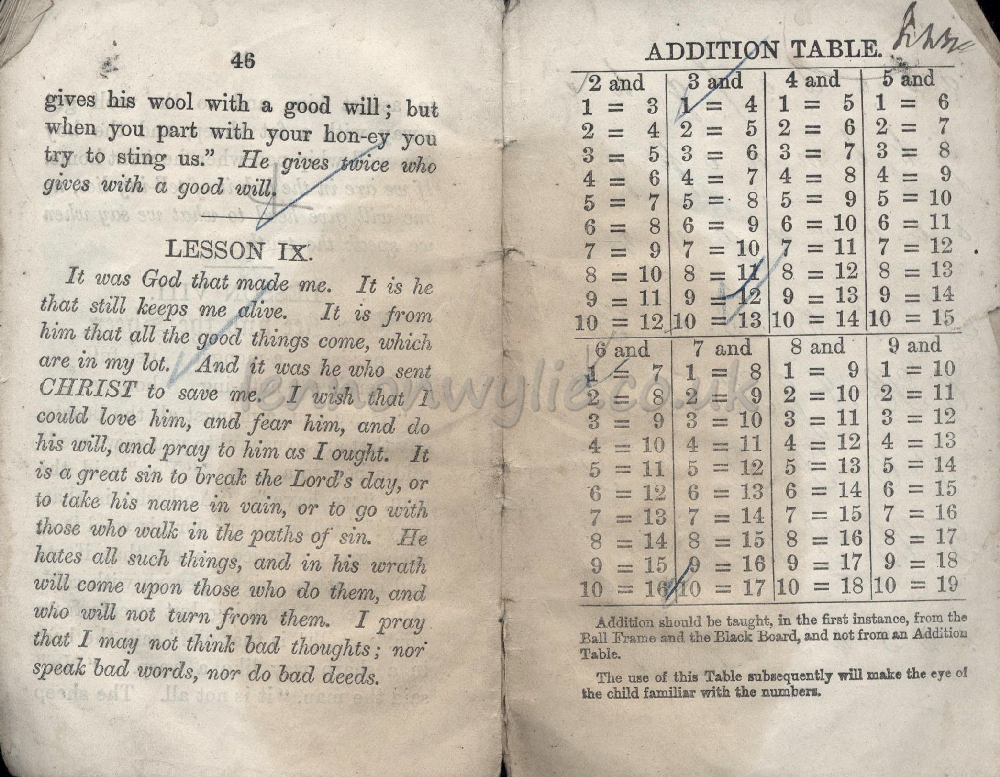 46
gives his wool with a good will; but
when you part with your hon-ey you
try to sting us.” He gives twice who
gives with a good will.
LESSON IX.
It was God that made me. It is he
that still keeps me alive. It is from
him that all the good things come, which
are in my lot. And it was he who sent
CHRIST to save me. I wish that I
could love him, and fear him, and do
his will, and pray to him as I ought. It
is a great sin to break the Lord's day, or
to take his name in vain, or to go with
those who walk in the paths of sin. He
hates all such things, and in his wrath
will come upon those who do them, and
who will not turn from them. I pray
that I may not think bad thoughts; nor
speak bad words, nor do bad deeds.
lennonwylie.co.uk
ADDITION TABLE.
2 and 3 and 4 and 5 and
1 = 3 1 = 4 1 = 5 1 = 6
2 = 4 2 = 5 2 = 6 2 = 7
3 = 5 3 = 6 3 = 7 3 = 8
4 = 6 4 = 7 4 = 8 4 = 9
5 = 7 5 = 8 5 = 9 5 = 10
6 = 8 6 = 9 6 = 10 6 = 11
7 = 9 7 = 10 7 = 11 7 = 12
8 = 10 8 = 11 8 = 12 8 = 13
9 = 11 9 = 12 9 = 13 9 = 14
10 = 12 10 = 13 10 = 14 10 = 15
6 and 7 and 8 and 9 and
1 = 7 1 = 8 1 = 9 1 = 10
2 = 8 2 = 9 2 = 10 2 = 11
3 = 9 3 = 10 3 = 11 3 = 12
4 = 10 4 = 11 4 = 12 4 = 13
5 = 11 5 = 12 5 = 13 5 = 14
6 = 12 6 = 13 6 = 14 6 = 15
7 = 13 7 = 14 7 = 15 7 = 16
8 = 14 8 = 15 8 = 16 8 = 17
9 = 15 9 = 16 9 = 17 9 = 18
10 = 16 10 = 17 10 = 18 10 = 19
Addition should be taught, in the first instance, from the
Ball Frame and the Black Board, and not from an Addition
Table.
The use of this Table subsequently will make the eye of
the child familiar with the numbers.